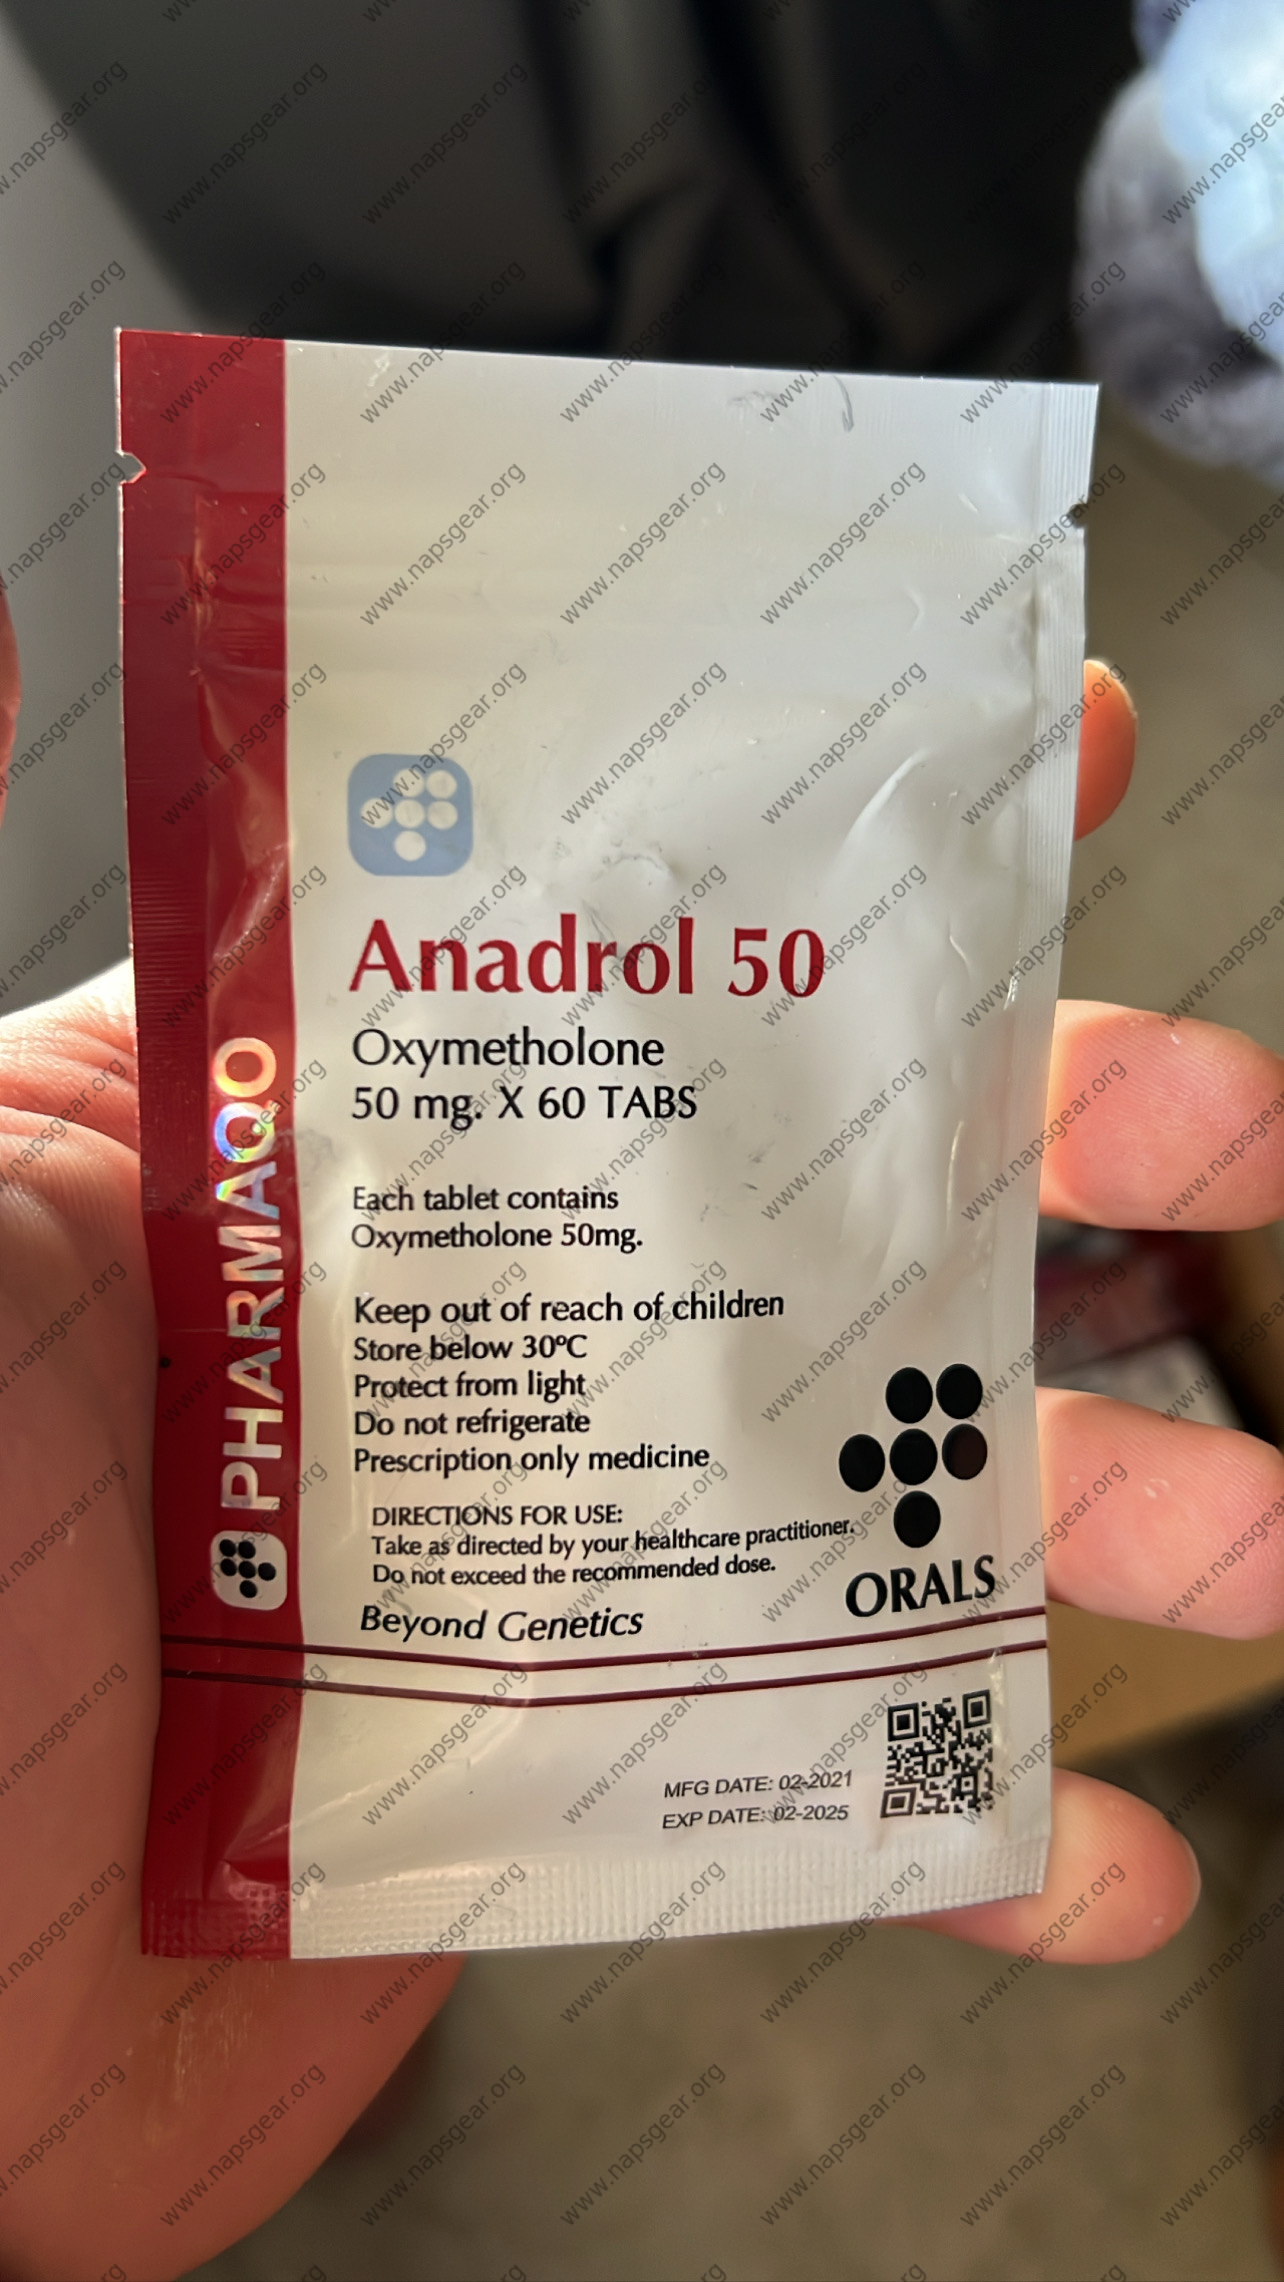 PHARMAQO
Anadrol 50
Oxymetholone
50 mg. X 60 TABS
Each tablet contains
Oxymetholone 50mg.
Keep out of reach of children
Store below 30ºC
Protect from light
Do not refrigerate
Prescription only medicine
DIRECTIONS FOR USE:
Take as directed by your healthcare practitioner.
Do not exceed the recommended dose.
Beyond Genetics
ORALS
MFG DATE: 02-2021
EXP DATE: 02-2025
www.napsgear.org